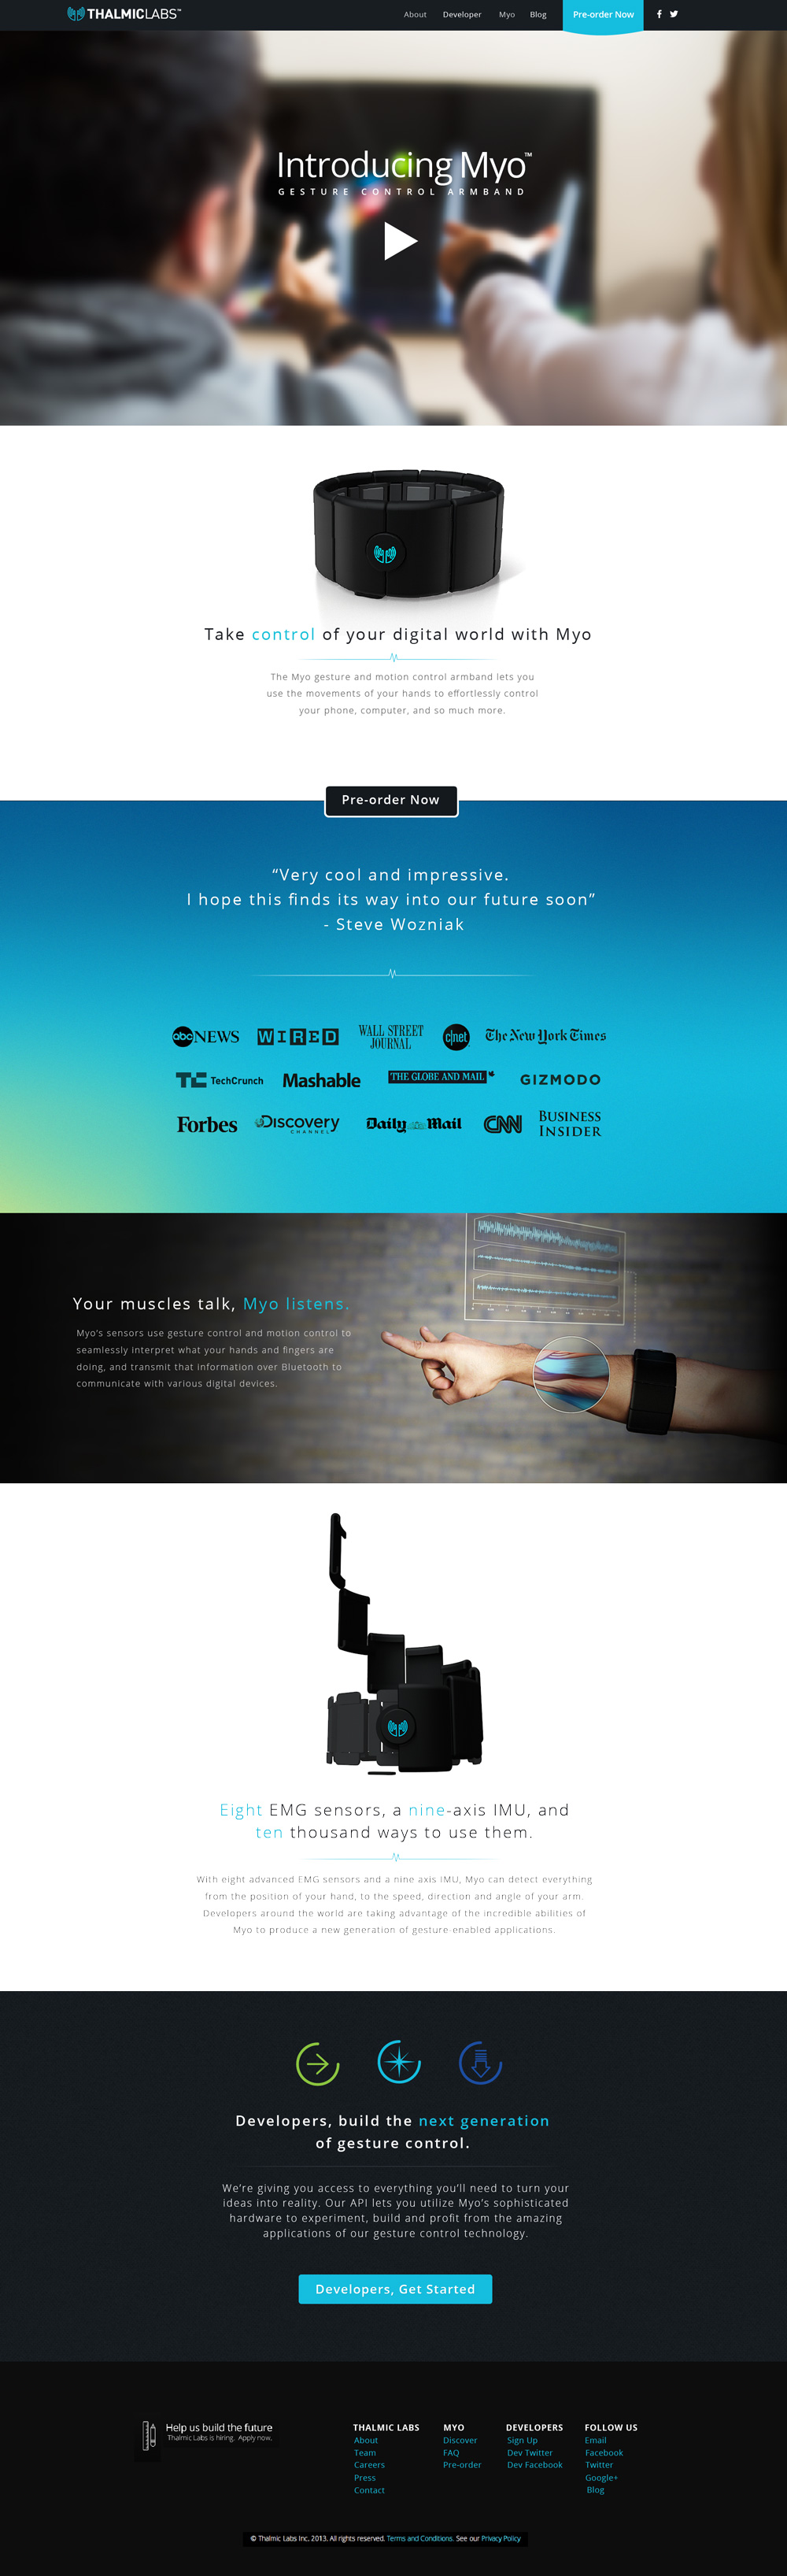 THALMICLABS™
About Developer Myo Blog Pre-order Now
Introducing Myo™
GESTURE CONTROL ARMBAND
Take control of your digital world with Myo
The Myo gesture and motion control armband lets you
use the movements of your hands to effortlessly control
your phone, computer, and so much more.
Pre-order Now
“Very cool and impressive.
I hope this finds its way into our future soon”
- Steve Wozniak
abc NEWS WIRED WALL STREET JOURNAL c|net The New York Times
TC TechCrunch Mashable THE GLOBE AND MAIL GIZMODO
Forbes Discovery CHANNEL Daily Mail CNN BUSINESS INSIDER
Your muscles talk, Myo listens.
Myo's sensors use gesture control and motion control to
seamlessly interpret what your hands and fingers are
doing, and transmit that information over Bluetooth to
communicate with various digital devices.
Eight EMG sensors, a nine-axis IMU, and
ten thousand ways to use them.
With eight advanced EMG sensors and a nine axis IMU, Myo can detect everything
from the position of your hand, to the speed, direction and angle of your arm.
Developers around the world are taking advantage of the incredible abilities of
Myo to produce a new generation of gesture-enabled applications.
Developers, build the next generation
of gesture control.
We're giving you access to everything you'll need to turn your
ideas into reality. Our API lets you utilize Myo's sophisticated
hardware to experiment, build and profit from the amazing
applications of our gesture control technology.
Developers, Get Started
Help us build the future
Thalmic Labs is hiring. Apply now.
THALMIC LABS
About
Team
Careers
Press
Contact
MYO
Discover
FAQ
Pre-order
DEVELOPERS
Sign Up
Dev Twitter
Dev Facebook
FOLLOW US
Email
Facebook
Twitter
Google+
Blog
© Thalmic Labs Inc. 2013. All rights reserved. Terms and Conditions. See our Privacy Policy